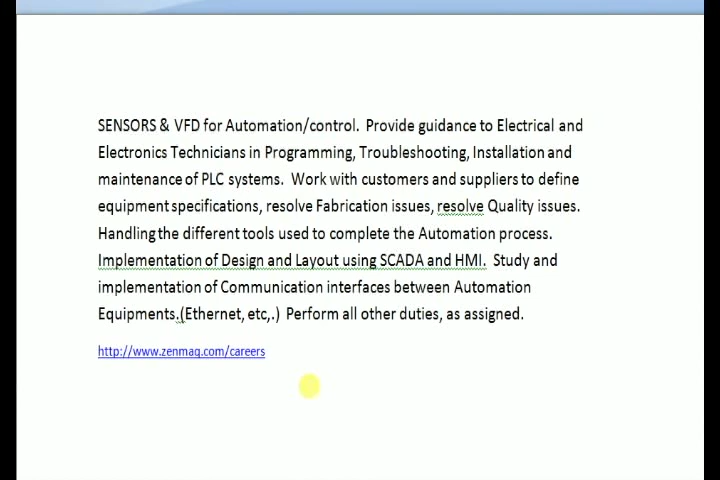 SENSORS & VFD for Automation/control.  Provide guidance to Electrical and
Electronics Technicians in Programming, Troubleshooting, Installation and
maintenance of PLC systems.  Work with customers and suppliers to define
equipment specifications, resolve Fabrication issues, resolve Quality issues.
Handling the different tools used to complete the Automation process.
Implementation of Design and Layout using SCADA and HMI.  Study and
implementation of Communication interfaces between Automation
Equipments.(Ethernet, etc,.)  Perform all other duties, as assigned.
http://www.zenmaq.com/careers